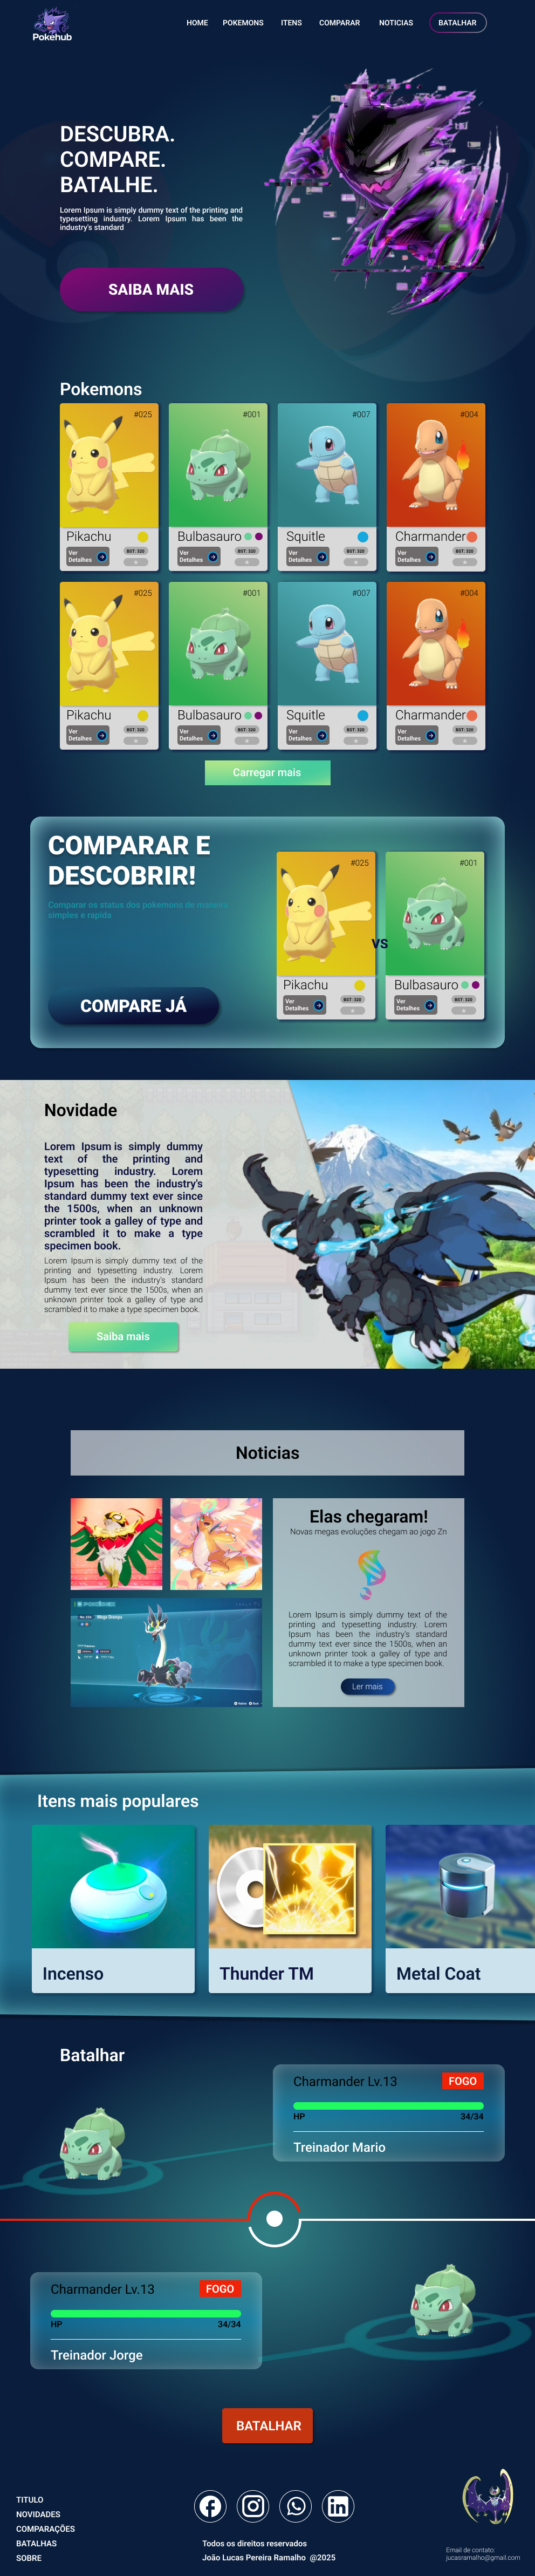 Pokehub
HOME POKEMONS ITENS COMPARAR NOTICIAS BATALHAR
DESCUBRA.
COMPARE.
BATALHE.
Lorem Ipsum is simply dummy text of the printing and
typesetting industry. Lorem Ipsum has been the
industry's standard
SAIBA MAIS
Pokemons
#025 #001 #007 #004
Pikachu Bulbasauro Squitle Charmander
Ver
Detalhes
BST: 320
Ver
Detalhes
BST: 320
Ver
Detalhes
BST: 320
Ver
Detalhes
BST: 320
#025 #001 #007 #004
Pikachu Bulbasauro Squitle Charmander
Ver
Detalhes
BST: 320
Ver
Detalhes
BST: 320
Ver
Detalhes
BST: 320
Ver
Detalhes
BST: 320
Carregar mais
COMPARAR E
DESCOBRIR!
Comparar os status dos pokemons de maneira
simples e rapida
COMPARE JÁ
#025 #001
VS
Pikachu Bulbasauro
Ver
Detalhes
BST: 320
Ver
Detalhes
BST: 320
Novidade
Lorem Ipsum is simply dummy
text of the printing and
typesetting industry. Lorem
Ipsum has been the industry's
standard dummy text ever since
the 1500s, when an unknown
printer took a galley of type and
scrambled it to make a type
specimen book.
Lorem Ipsum is simply dummy text of the
printing and typesetting industry. Lorem
Ipsum has been the industry's standard
dummy text ever since the 1500s, when an
unknown printer took a galley of type and
scrambled it to make a type specimen book.
Saiba mais
Noticias
Elas chegaram!
Novas megas evoluções chegam ao jogo Zn
Lorem Ipsum is simply dummy text of the
printing and typesetting industry. Lorem
Ipsum has been the industry's standard
dummy text ever since the 1500s, when an
unknown printer took a galley of type and
scrambled it to make a type specimen book.
Ler mais
Itens mais populares
Incenso Thunder TM Metal Coat
Batalhar
Charmander Lv.13 FOGO
HP 34/34
Treinador Mario
Charmander Lv.13 FOGO
HP 34/34
Treinador Jorge
BATALHAR
TITULO
NOVIDADES
COMPARAÇÕES
BATALHAS
SOBRE
Todos os direitos reservados
João Lucas Pereira Ramalho @2025
Email de contato:
jucasramalho@gmail.com